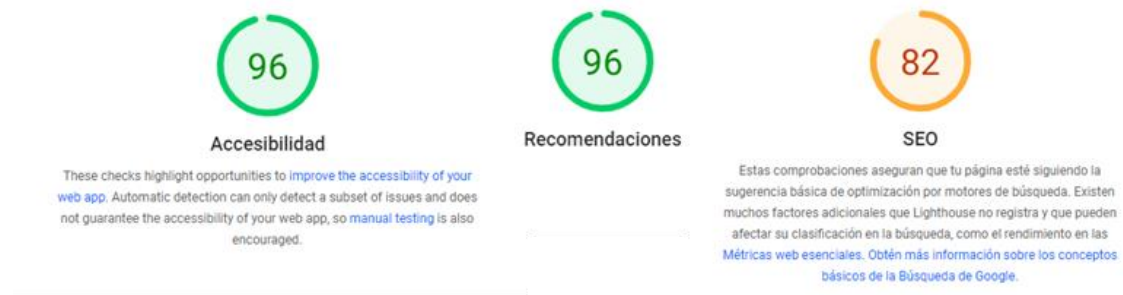 96
Accesibilidad
These checks highlight opportunities to improve the accessibility of your
web app. Automatic detection can only detect a subset of issues and does
not guarantee the accessibility of your web app, so manual testing is also
encouraged.
96
Recomendaciones
82
SEO
Estas comprobaciones aseguran que tu página esté siguiendo la
sugerencia básica de optimización por motores de búsqueda. Existen
muchos factores adicionales que Lighthouse no registra y que pueden
afectar su clasificación en la búsqueda, como el rendimiento en las
Métricas web esenciales. Obtén más información sobre los conceptos
básicos de la Búsqueda de Google.